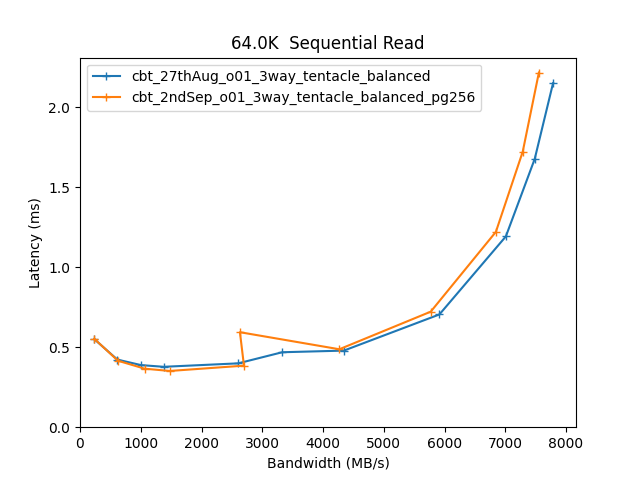 64.0K  Sequential Read
cbt_27thAug_o01_3way_tentacle_balanced
cbt_2ndSep_o01_3way_tentacle_balanced_pg256
Latency (ms)
2.0
1.5
1.0
0.5
0.0
0 1000 2000 3000 4000 5000 6000 7000 8000
Bandwidth (MB/s)